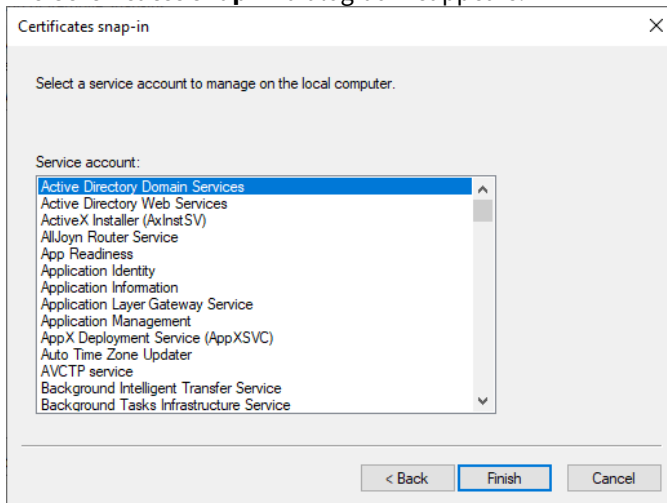 Certificates snap-in
Select a service account to manage on the local computer.
Service account:
Active Directory Domain Services
Active Directory Web Services
ActiveX Installer (AxInstSV)
AllJoyn Router Service
App Readiness
Application Identity
Application Information
Application Layer Gateway Service
Application Management
AppX Deployment Service (AppXSVC)
Auto Time Zone Updater
AVCTP service
Background Intelligent Transfer Service
Background Tasks Infrastructure Service
< Back Finish Cancel